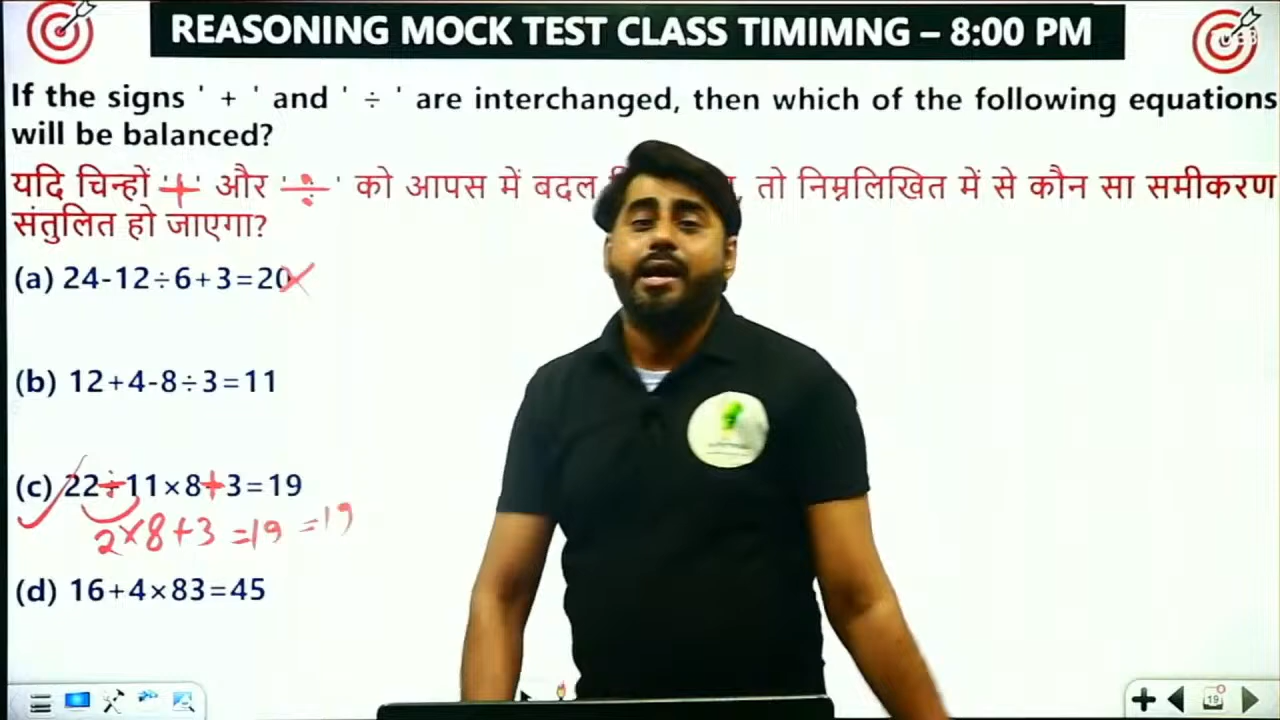 REASONING MOCK TEST CLASS TIMIMNG – 8:00 PM
If the signs ' + ' and ' ÷ ' are interchanged, then which of the following equations
will be balanced?
यदि चिन्हों '+' और '÷' को आपस में बदल तो निम्नलिखित में से कौन सा समीकरण
संतुलित हो जाएगा?
(a) 24-12÷6+3=20
(b) 12+4-8÷3=11
(c) 22÷11×8+3=19
2×8+3 =19 =19
(d) 16+4×83=45
19